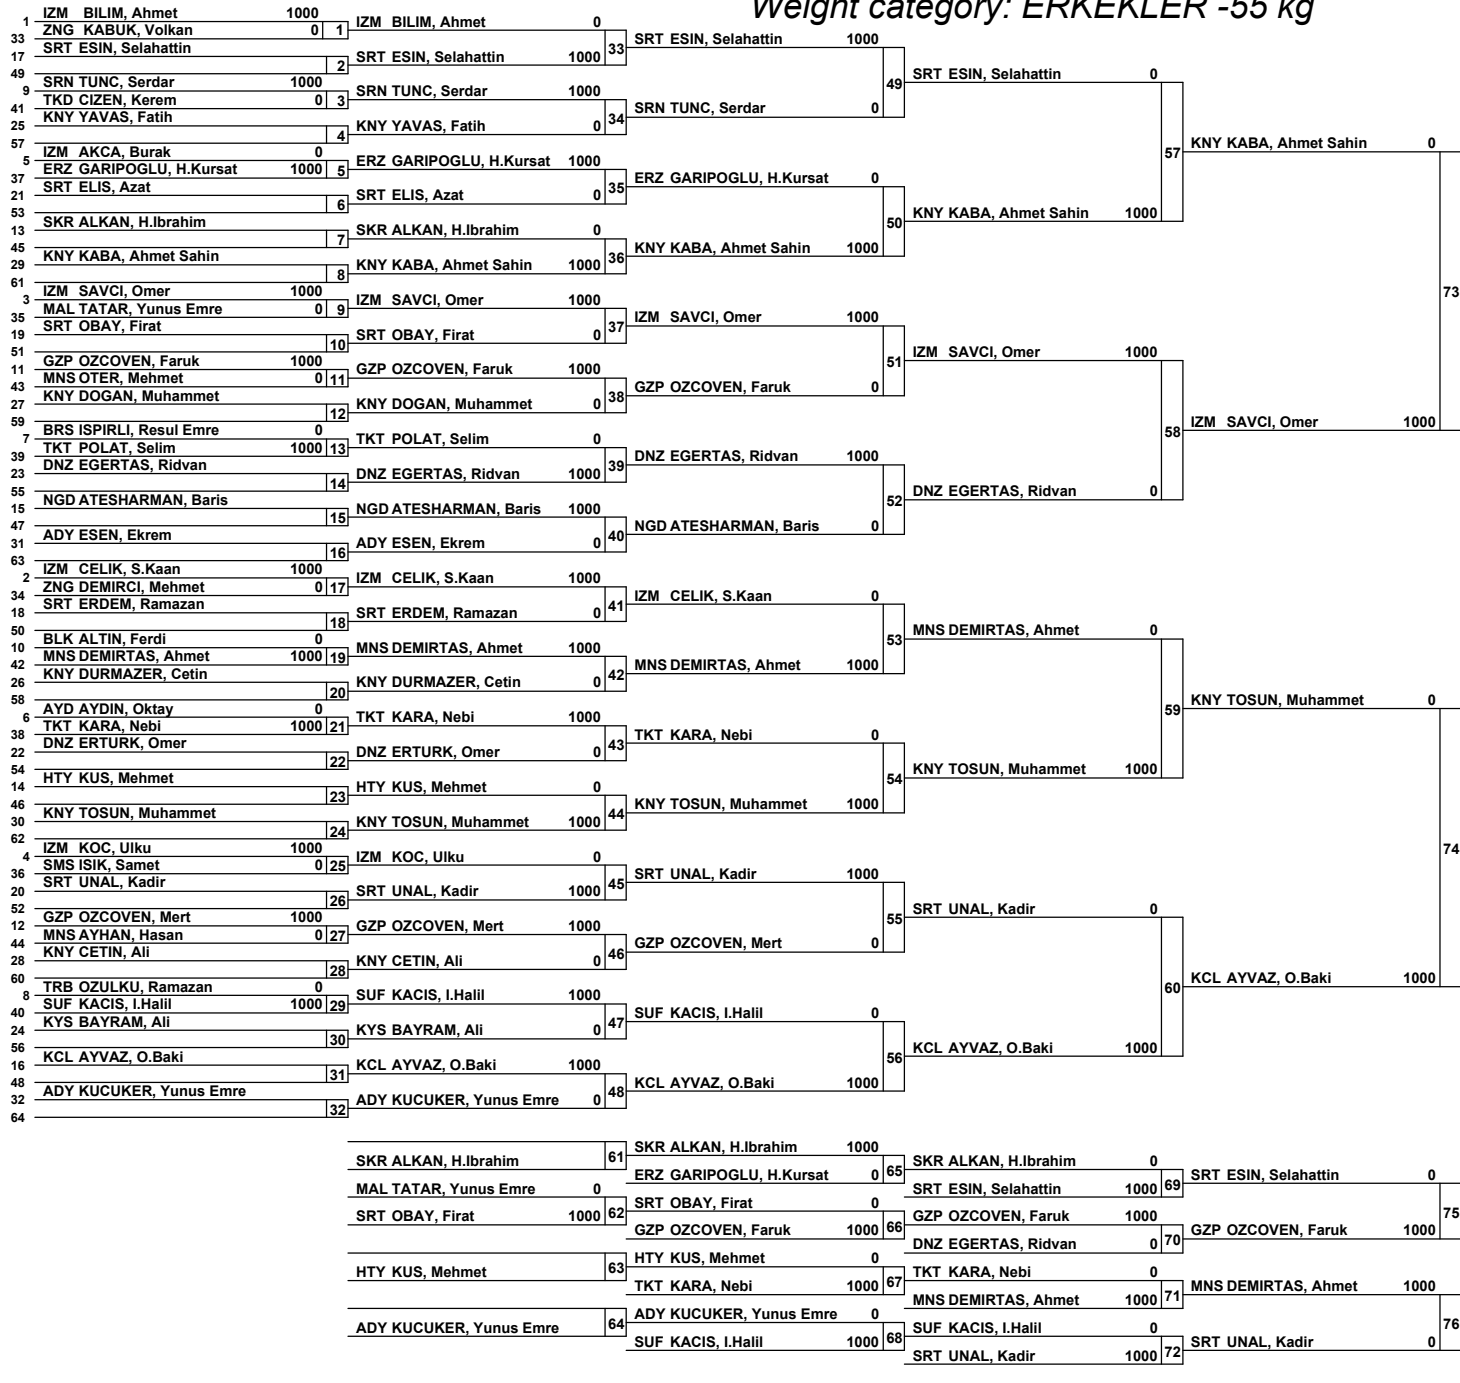 Weight category: ERKEKLER -55 kg
1 IZM BILIM, Ahmet 1000
33 ZNG KABUK, Volkan 0 1
17 SRT ESIN, Selahattin
49 2
9 SRN TUNC, Serdar 1000
41 TKD CIZEN, Kerem 0 3
25 KNY YAVAS, Fatih
57 4
5 IZM AKCA, Burak 0
37 ERZ GARIPOGLU, H.Kursat 1000 5
21 SRT ELIS, Azat
53 6
13 SKR ALKAN, H.Ibrahim
45 7
29 KNY KABA, Ahmet Sahin
61 8
3 IZM SAVCI, Omer 1000
35 MAL TATAR, Yunus Emre 0 9
19 SRT OBAY, Firat
51 10
11 GZP OZCOVEN, Faruk 1000
43 MNS OTER, Mehmet 0 11
27 KNY DOGAN, Muhammet
59 12
7 BRS ISPIRLI, Resul Emre 0
39 TKT POLAT, Selim 1000 13
23 DNZ EGERTAS, Ridvan
55 14
15 NGD ATESHARMAN, Baris
47 15
31 ADY ESEN, Ekrem
63 16
2 IZM CELIK, S.Kaan 1000
34 ZNG DEMIRCI, Mehmet 0 17
18 SRT ERDEM, Ramazan
50 18
10 BLK ALTIN, Ferdi 0
42 MNS DEMIRTAS, Ahmet 1000 19
26 KNY DURMAZER, Cetin
58 20
6 AYD AYDIN, Oktay 0
38 TKT KARA, Nebi 1000 21
22 DNZ ERTURK, Omer
54 22
14 HTY KUS, Mehmet
46 23
30 KNY TOSUN, Muhammet
62 24
4 IZM KOC, Ulku 1000
36 SMS ISIK, Samet 0 25
20 SRT UNAL, Kadir
52 26
12 GZP OZCOVEN, Mert 1000
44 MNS AYHAN, Hasan 0 27
28 KNY CETIN, Ali
60 28
8 TRB OZULKU, Ramazan 0
40 SUF KACIS, I.Halil 1000 29
24 KYS BAYRAM, Ali
56 30
16 KCL AYVAZ, O.Baki
48 31
32 ADY KUCUKER, Yunus Emre
64 32
IZM BILIM, Ahmet 0
SRT ESIN, Selahattin 1000 33
SRN TUNC, Serdar 1000
KNY YAVAS, Fatih 0 34
ERZ GARIPOGLU, H.Kursat 1000
SRT ELIS, Azat 0 35
SKR ALKAN, H.Ibrahim 0
KNY KABA, Ahmet Sahin 1000 36
IZM SAVCI, Omer 1000
SRT OBAY, Firat 0 37
GZP OZCOVEN, Faruk 1000
KNY DOGAN, Muhammet 0 38
TKT POLAT, Selim 0
DNZ EGERTAS, Ridvan 1000 39
NGD ATESHARMAN, Baris 1000
ADY ESEN, Ekrem 0 40
IZM CELIK, S.Kaan 1000
SRT ERDEM, Ramazan 0 41
MNS DEMIRTAS, Ahmet 1000
KNY DURMAZER, Cetin 0 42
TKT KARA, Nebi 1000
DNZ ERTURK, Omer 0 43
HTY KUS, Mehmet 0
KNY TOSUN, Muhammet 1000 44
IZM KOC, Ulku 0
SRT UNAL, Kadir 1000 45
GZP OZCOVEN, Mert 1000
KNY CETIN, Ali 0 46
SUF KACIS, I.Halil 1000
KYS BAYRAM, Ali 0 47
KCL AYVAZ, O.Baki 1000
ADY KUCUKER, Yunus Emre 0 48
SRT ESIN, Selahattin 1000
SRN TUNC, Serdar 0 49
ERZ GARIPOGLU, H.Kursat 0
KNY KABA, Ahmet Sahin 1000 50
IZM SAVCI, Omer 1000
GZP OZCOVEN, Faruk 0 51
DNZ EGERTAS, Ridvan 1000
NGD ATESHARMAN, Baris 0 52
IZM CELIK, S.Kaan 0
MNS DEMIRTAS, Ahmet 1000 53
TKT KARA, Nebi 0
KNY TOSUN, Muhammet 1000 54
SRT UNAL, Kadir 1000
GZP OZCOVEN, Mert 0 55
SUF KACIS, I.Halil 0
KCL AYVAZ, O.Baki 1000 56
SRT ESIN, Selahattin 0
KNY KABA, Ahmet Sahin 1000 57
IZM SAVCI, Omer 1000
DNZ EGERTAS, Ridvan 0 58
MNS DEMIRTAS, Ahmet 0
KNY TOSUN, Muhammet 1000 59
SRT UNAL, Kadir 0
KCL AYVAZ, O.Baki 1000 60
KNY KABA, Ahmet Sahin 0
IZM SAVCI, Omer 1000 73
KNY TOSUN, Muhammet 0
KCL AYVAZ, O.Baki 1000 74
SKR ALKAN, H.Ibrahim 61
MAL TATAR, Yunus Emre 0
SRT OBAY, Firat 1000 62
HTY KUS, Mehmet 63
ADY KUCUKER, Yunus Emre 64
SKR ALKAN, H.Ibrahim 1000
ERZ GARIPOGLU, H.Kursat 0 65
SRT OBAY, Firat 0
GZP OZCOVEN, Faruk 1000 66
HTY KUS, Mehmet 0
TKT KARA, Nebi 1000 67
ADY KUCUKER, Yunus Emre 0
SUF KACIS, I.Halil 1000 68
SKR ALKAN, H.Ibrahim 0
SRT ESIN, Selahattin 1000 69
GZP OZCOVEN, Faruk 1000
DNZ EGERTAS, Ridvan 0 70
TKT KARA, Nebi 0
MNS DEMIRTAS, Ahmet 1000 71
SUF KACIS, I.Halil 0
SRT UNAL, Kadir 1000 72
SRT ESIN, Selahattin 0
GZP OZCOVEN, Faruk 1000 75
MNS DEMIRTAS, Ahmet 1000
SRT UNAL, Kadir 0 76